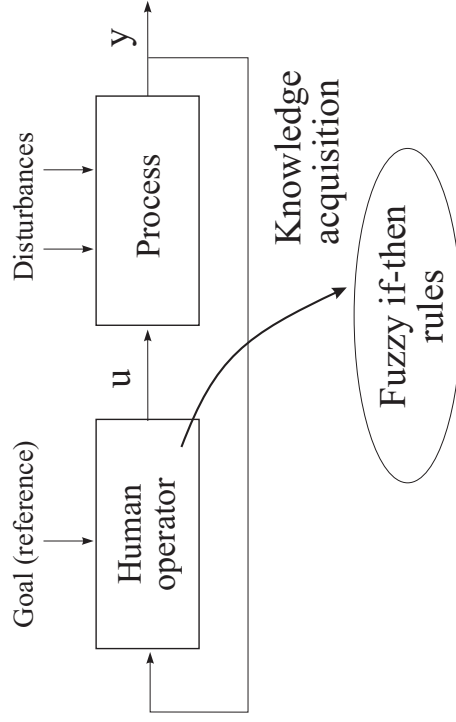 Goal (reference)
Disturbances
Human
operator
u
Process
y
Knowledge
acquisition
Fuzzy if-then
rules